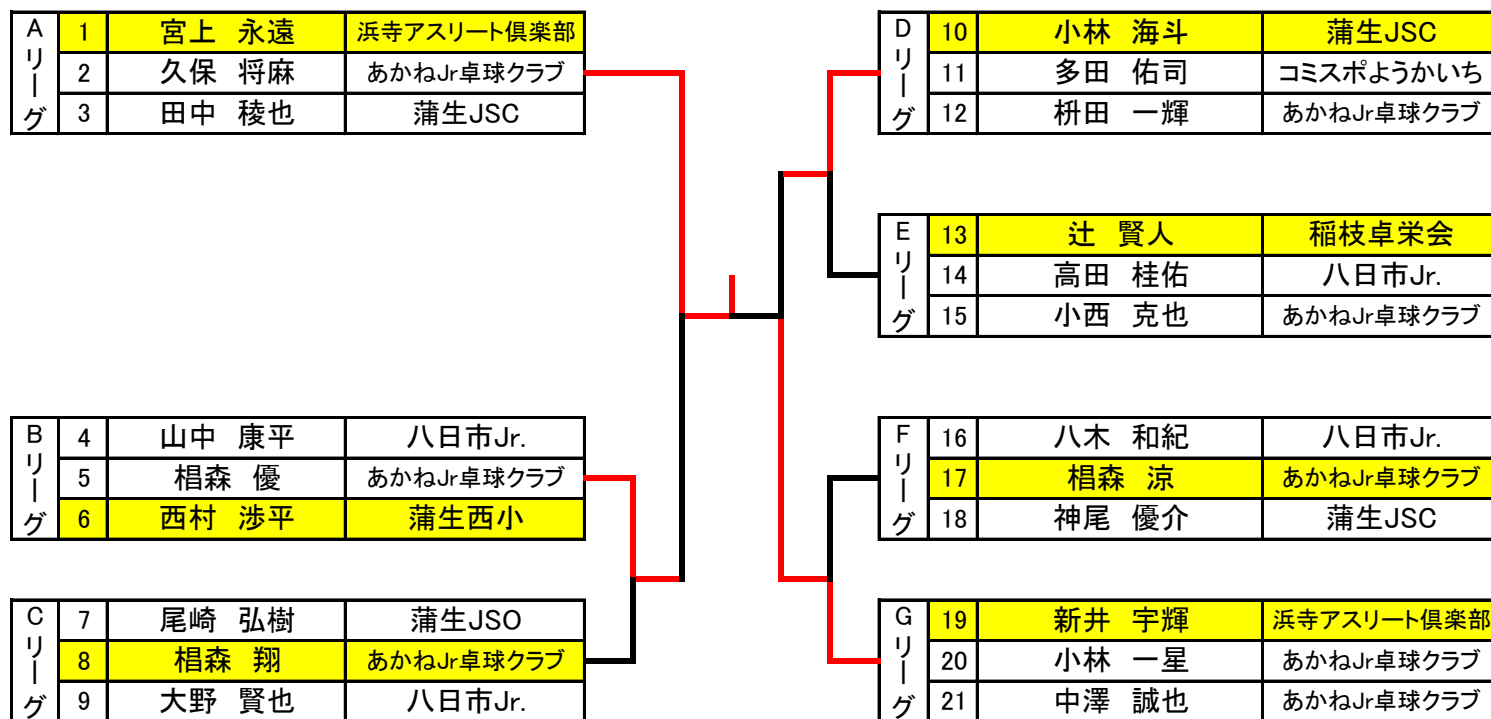 Aリーグ
1 宮上 永遠 浜寺アスリート倶楽部
2 久保 将麻 あかねJr卓球クラブ
3 田中 稜也 蒲生JSC
Bリーグ
4 山中 康平 八日市Jr.
5 椙森 優 あかねJr卓球クラブ
6 西村 渉平 蒲生西小
Cリーグ
7 尾崎 弘樹 蒲生JSO
8 椙森 翔 あかねJr卓球クラブ
9 大野 賢也 八日市Jr.
Dリーグ
10 小林 海斗 蒲生JSC
11 多田 佑司 コミスポようかいち
12 枡田 一輝 あかねJr卓球クラブ
Eリーグ
13 辻 賢人 稲枝卓栄会
14 高田 桂佑 八日市Jr.
15 小西 克也 あかねJr卓球クラブ
Fリーグ
16 八木 和紀 八日市Jr.
17 椙森 涼 あかねJr卓球クラブ
18 神尾 優介 蒲生JSC
Gリーグ
19 新井 宇輝 浜寺アスリート倶楽部
20 小林 一星 あかねJr卓球クラブ
21 中澤 誠也 あかねJr卓球クラブ